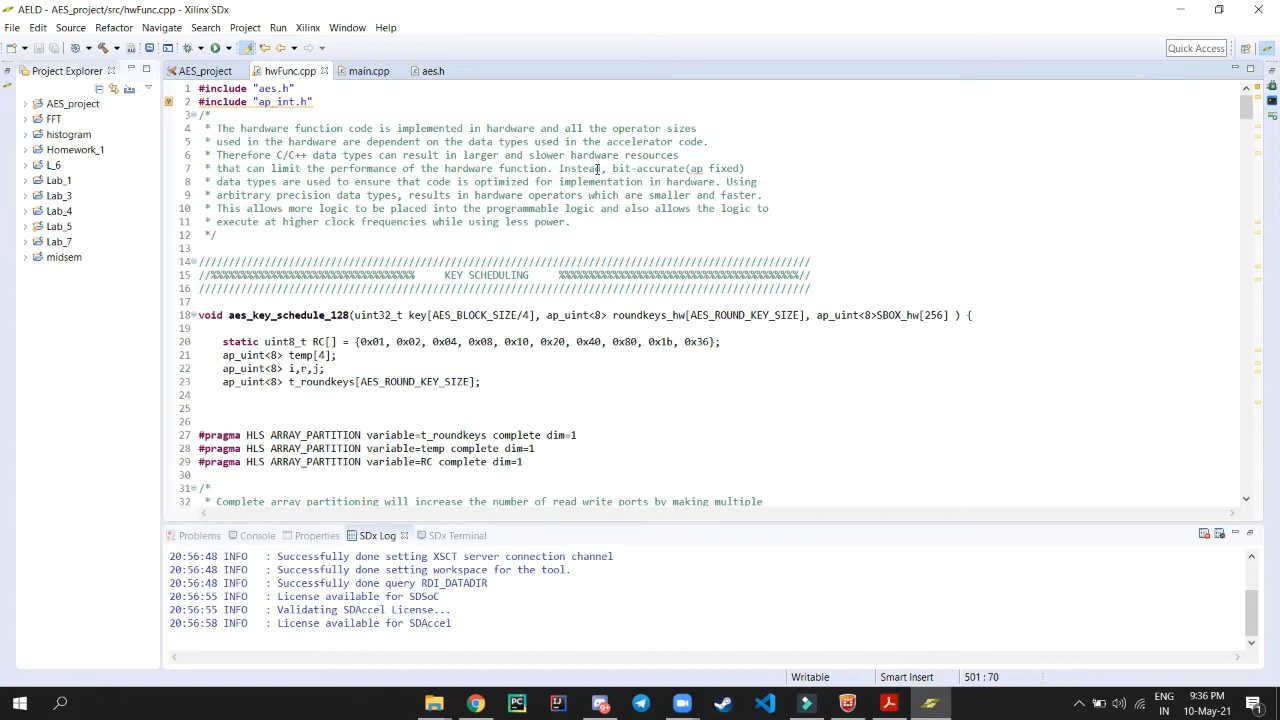 AELD - AES_project/src/hwFunc.cpp - Xilinx SDx
File Edit Source Refactor Navigate Search Project Run Xilinx Window Help
Quick Access
Project Explorer
AES_project
FFT
histogram
Homework_1
L_6
Lab_1
Lab_3
Lab_4
Lab_5
Lab_7
midsem
AES_project hwFunc.cpp main.cpp aes.h
1 #include "aes.h"
2 #include "ap_int.h"
3 /*
4 * The hardware function code is implemented in hardware and all the operator sizes
5 * used in the hardware are dependent on the data types used in the accelerator code.
6 * Therefore C/C++ data types can result in larger and slower hardware resources
7 * that can limit the performance of the hardware function. Instead, bit-accurate(ap fixed)
8 * data types are used to ensure that code is optimized for implementation in hardware. Using
9 * arbitrary precision data types, results in hardware operators which are smaller and faster.
10 * This allows more logic to be placed into the programmable logic and also allows the logic to
11 * execute at higher clock frequencies while using less power.
12 */
13
14 //////////////////////////////////////////////////////////////////////////////////////////////////////
15 //%%%%%%%%%%%%%%%%%%%%%%%%%%%%%%%%%% KEY SCHEDULING %%%%%%%%%%%%%%%%%%%%%%%%%%%%%%%%%%%%%%%%//
16 //////////////////////////////////////////////////////////////////////////////////////////////////////
17
18 void aes_key_schedule_128(uint32_t key[AES_BLOCK_SIZE/4], ap_uint<8> roundkeys_hw[AES_ROUND_KEY_SIZE], ap_uint<8>SBOX_hw[256] ) {
19
20 static uint8_t RC[] = {0x01, 0x02, 0x04, 0x08, 0x10, 0x20, 0x40, 0x80, 0x1b, 0x36};
21 ap_uint<8> temp[4];
22 ap_uint<8> i,r,j;
23 ap_uint<8> t_roundkeys[AES_ROUND_KEY_SIZE];
24
25
26
27 #pragma HLS ARRAY_PARTITION variable=t_roundkeys complete dim=1
28 #pragma HLS ARRAY_PARTITION variable=temp complete dim=1
29 #pragma HLS ARRAY_PARTITION variable=RC complete dim=1
30
31 /*
32 * Complete array partitioning will increase the number of read write ports by making multiple
Problems Console Properties SDx Log SDx Terminal
20:56:48 INFO : Successfully done setting XSCT server connection channel
20:56:48 INFO : Successfully done setting workspace for the tool.
20:56:48 INFO : Successfully done query RDI_DATADIR
20:56:55 INFO : License available for SDSoC
20:56:55 INFO : Validating SDAccel License...
20:56:58 INFO : License available for SDAccel
Writable Smart Insert 501 : 70
ENG 9:36 PM
IN 10-May-21